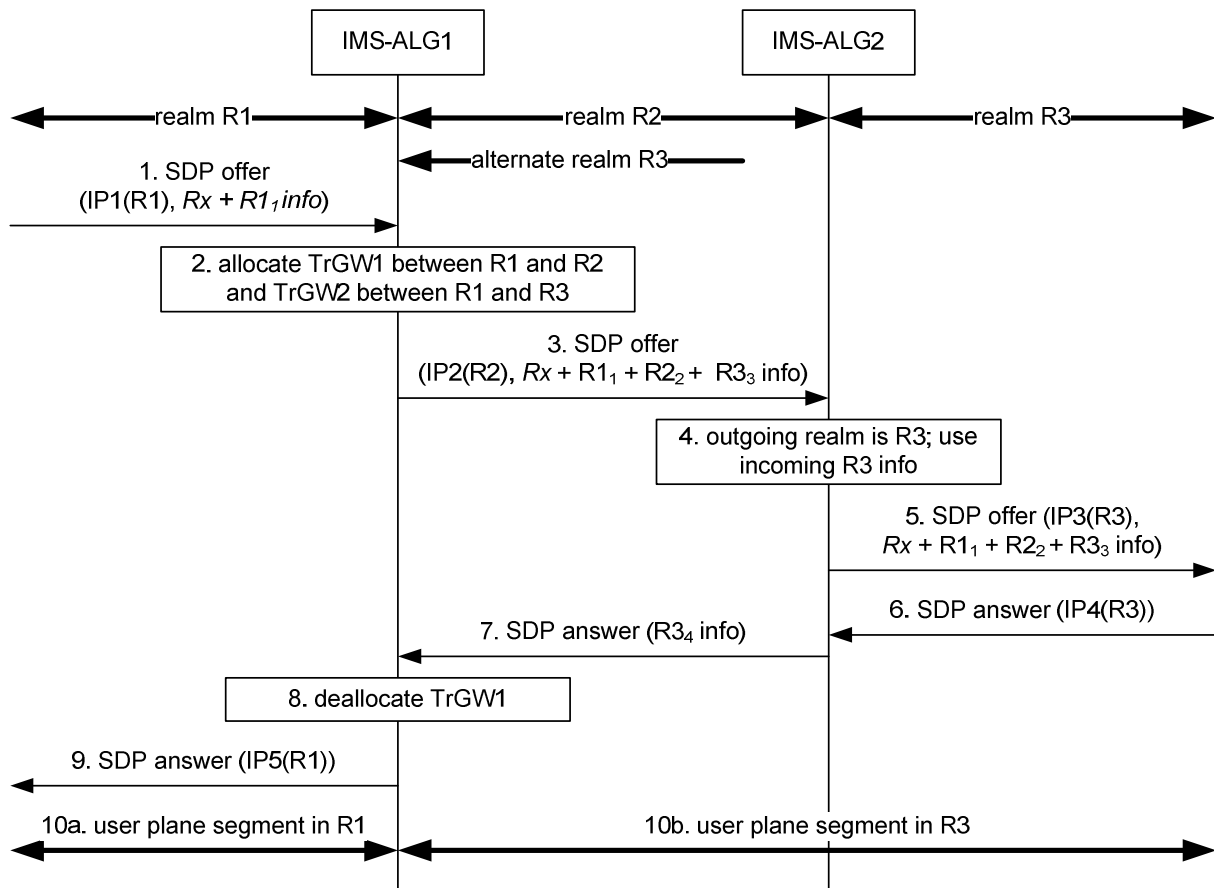 IMS-ALG1
IMS-ALG2
realm R1
realm R2
realm R3
alternate realm R3
1. SDP offer
(IP1(R1), Rx + R1₁ info)
2. allocate TrGW1 between R1 and R2
and TrGW2 between R1 and R3
3. SDP offer
(IP2(R2), Rx + R1₁ + R2₂ + R3₃ info)
4. outgoing realm is R3; use
incoming R3 info
5. SDP offer (IP3(R3),
Rx + R1₁ + R2₂ + R3₃ info)
6. SDP answer (IP4(R3))
7. SDP answer (R3₄ info)
8. deallocate TrGW1
9. SDP answer (IP5(R1))
10a. user plane segment in R1
10b. user plane segment in R3